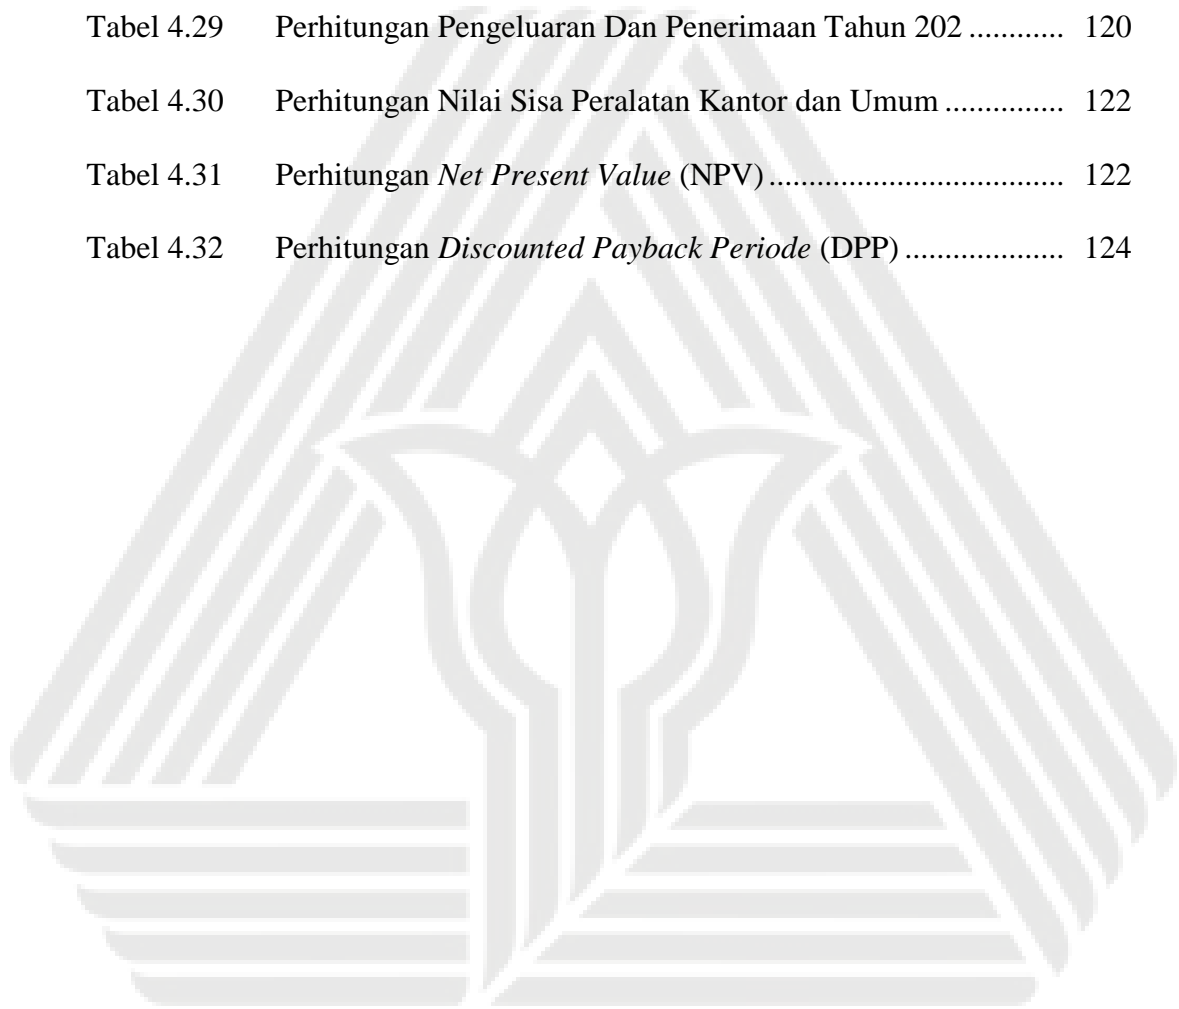 Tabel 4.29 Perhitungan Pengeluaran Dan Penerimaan Tahun 202 ............ 120
Tabel 4.30 Perhitungan Nilai Sisa Peralatan Kantor dan Umum ............... 122
Tabel 4.31 Perhitungan Net Present Value (NPV) ................................... 122
Tabel 4.32 Perhitungan Discounted Payback Periode (DPP) .................... 124